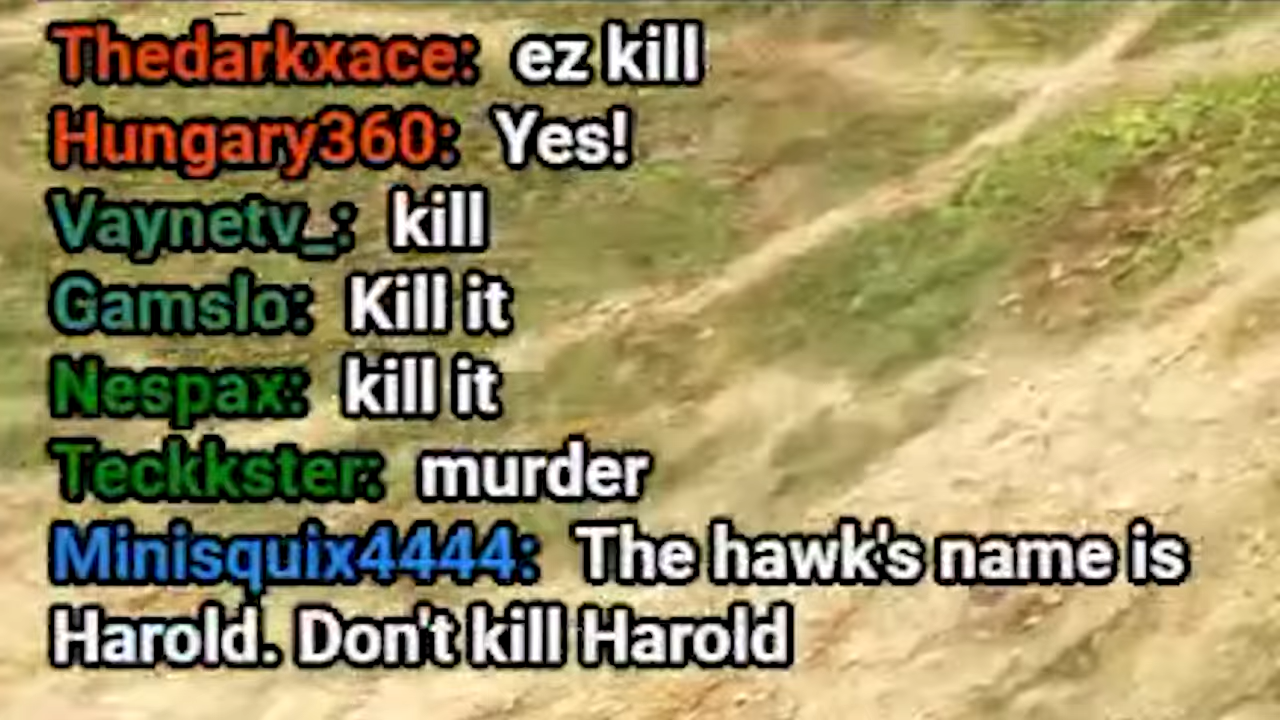 Thedarkxace: ez kill
Hungary360: Yes!
Vaynetv_: kill
Gamslo: Kill it
Nespax: kill it
Teckkster: murder
Minisquix4444: The hawk's name is
Harold. Don't kill Harold